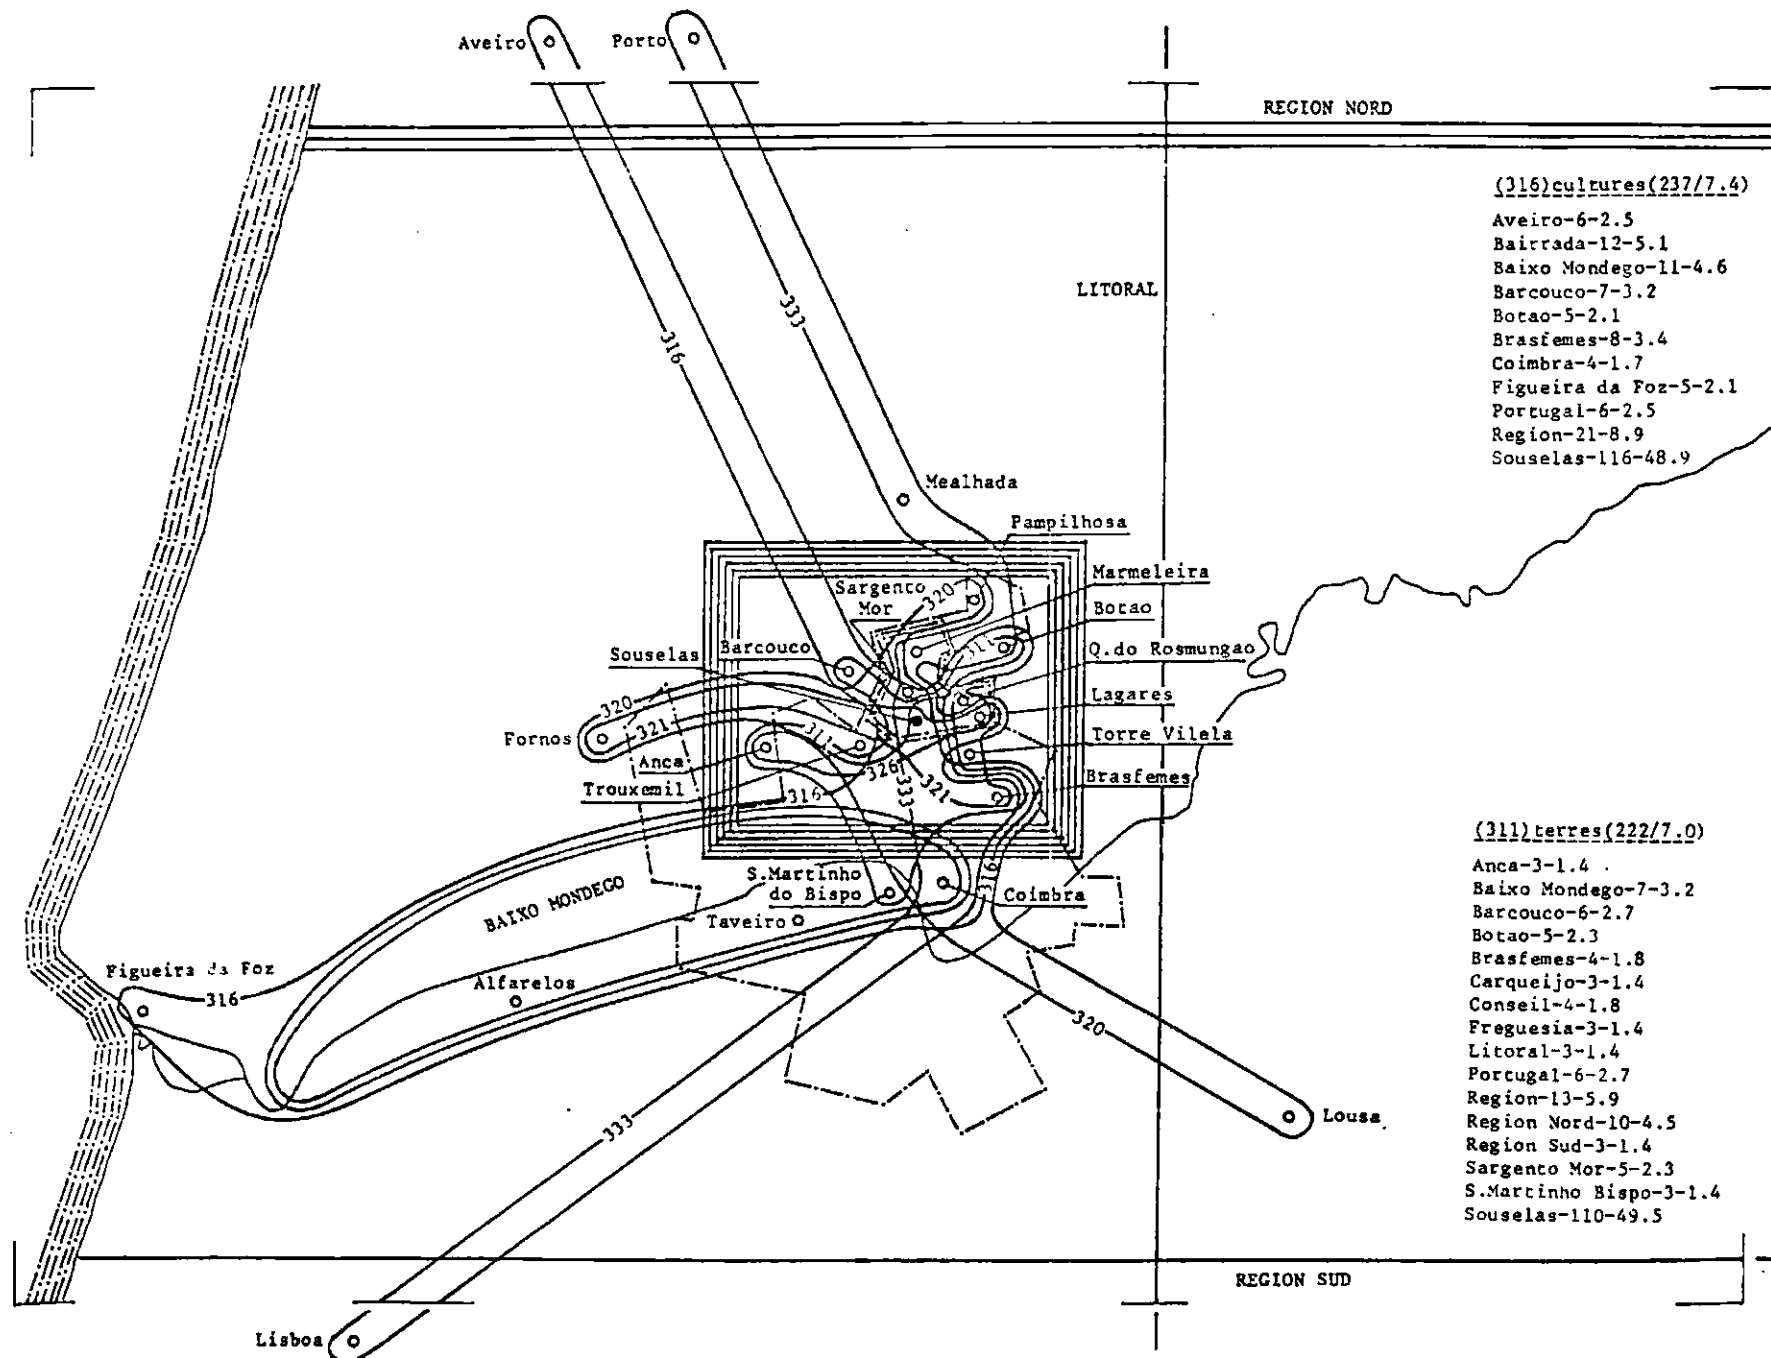 Aveiro
Porto
REGION NORD
(316)cultures(237/7.4)
Aveiro-6-2.5
Bairrada-12-5.1
Baixo Mondego-11-4.6
Barcouco-7-3.2
Botao-5-2.1
Brasfemes-8-3.4
Coimbra-4-1.7
Figueira da Foz-5-2.1
Portugal-6-2.5
Region-21-8.9
Souselas-116-48.9
LITORAL
333
316
Mealhada
Pampilhosa
Marmeleira
Sargento
Mor
320
Botao
311
Barcouco
Souselas
Q.do Rosmungao
Lagares
320
321
Fornos
311
Torre Vilela
Anca
326
333
321
Brasfemes
Trouxemil
316
(311)terres(222/7.0)
Anca-3-1.4
Baixo Mondego-7-3.2
Barcouco-6-2.7
Botao-5-2.3
Brasfemes-4-1.8
Carqueijo-3-1.4
Conseil-4-1.8
Freguesia-3-1.4
Litoral-3-1.4
Portugal-6-2.7
Region-13-5.9
Region Nord-10-4.5
Region Sud-3-1.4
Sargento Mor-5-2.3
S.Martinho Bispo-3-1.4
Souselas-110-49.5
S.Martinho
do Bispo
316
Coimbra
BAIXO MONDEGO
Taveiro
Figueira da Foz
316
Alfarelos
320
333
Lousa
REGION SUD
Lisboa